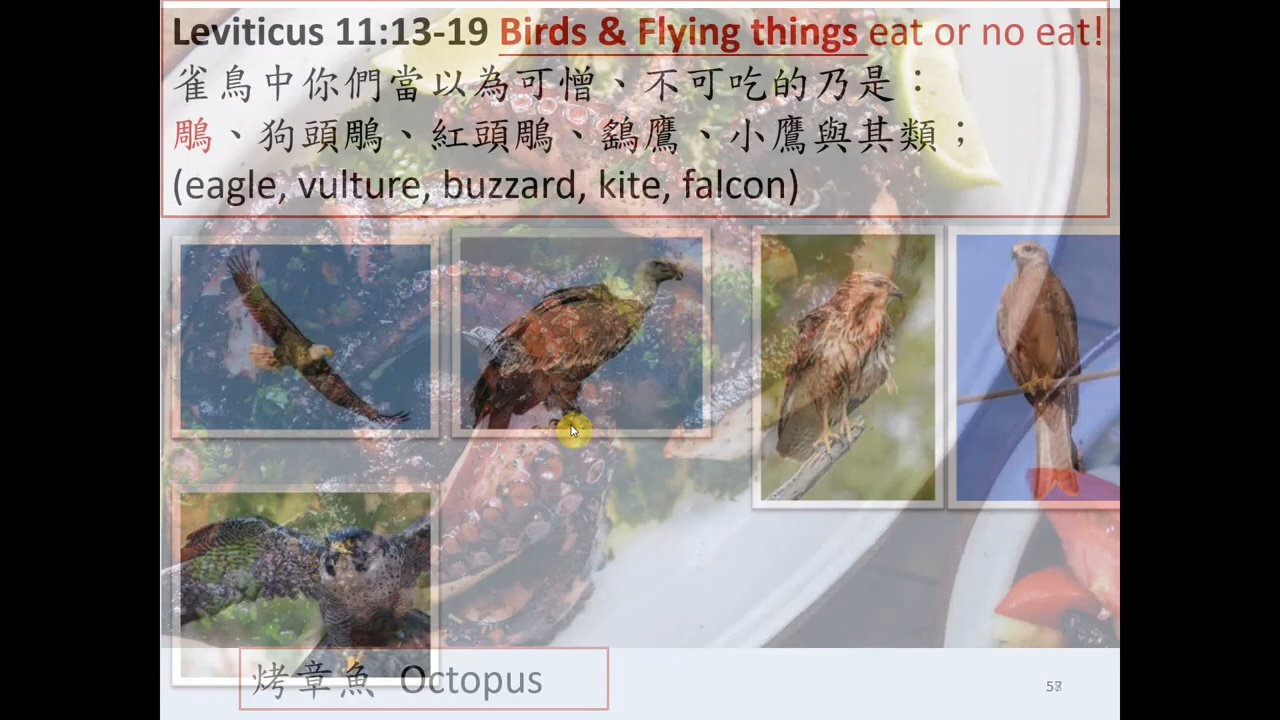 Leviticus 11:13-19 Birds & Flying things eat or no eat!
雀鳥中你們當以為可憎、不可吃的乃是：
鵰、狗頭鵰、紅頭鵰、鷂鷹、小鷹與其類；
(eagle, vulture, buzzard, kite, falcon)
烤章魚 Octopus